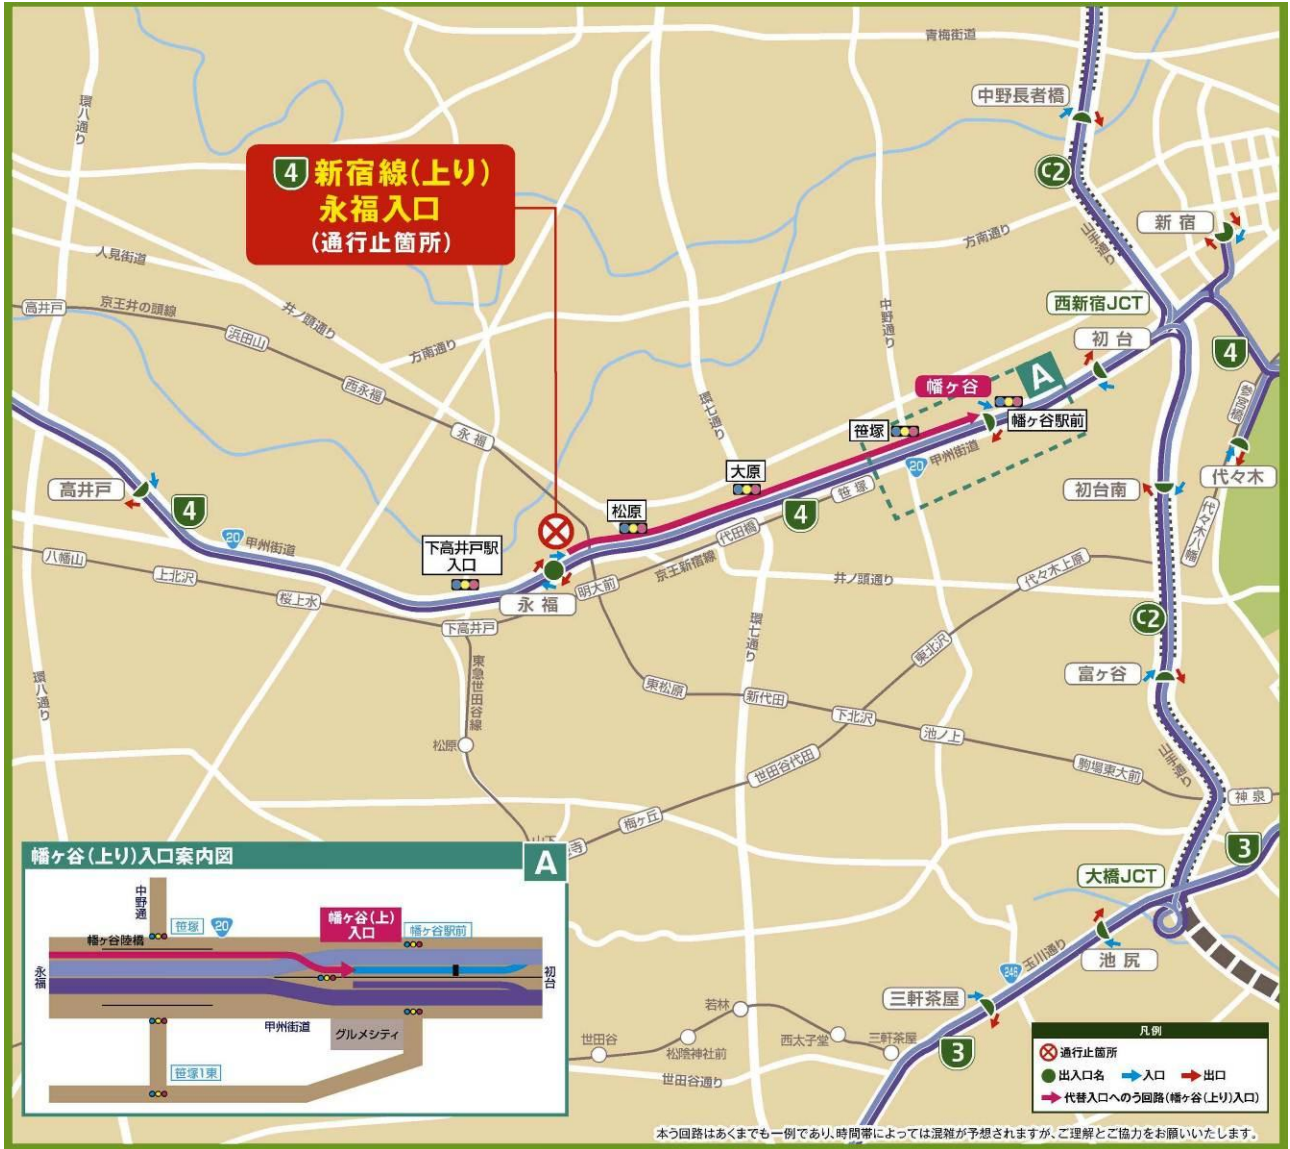 青梅街道
環八通り
中野長者橋
4 新宿線(上り)
永福入口
(通行止箇所)
C2
新宿
山手通り
方南通り
人見街道
高井戸
京王井の頭線
井ノ頭通り
浜田山
方南通り
中野通り
西新宿JCT
初台
4
A
幡ヶ谷
西永福
環七通り
参宮橋
永福
笹塚
幡ヶ谷駅前
20
甲州街道
大原
代々木
高井戸
4
笹塚
初台南
松原
4
代々木八幡
20
甲州街道
下高井戸駅
入口
代田橋
京王新宿線
八幡山
上北沢
明大前
井ノ頭通り
代々木上原
桜上水
永福
下高井戸
環七通り
C2
東北沢
東急世田谷線
環八通り
東松原
新代田
富ヶ谷
下北沢
池ノ上
松原
世田谷代田
山手通り
駒場東大前
神泉
梅ヶ丘
山下
3
大橋JCT
幡ヶ谷(上り)入口案内図
A
中野通
笹塚
20
幡ヶ谷(上)
入口
幡ヶ谷駅前
幡ヶ谷陸橋
永福
初台
甲州街道
グルメシティ
笹塚1東
玉川通り
246
池尻
三軒茶屋
若林
世田谷
松陰神社前
西太子堂
三軒茶屋
3
世田谷通り
凡例
通行止箇所
出入口名 入口 出口
代替入口へのう回路(幡ヶ谷(上り)入口)
本う回路はあくまでも一例であり、時間帯によっては混雑が予想されますが、ご理解とご協力をお願いいたします。